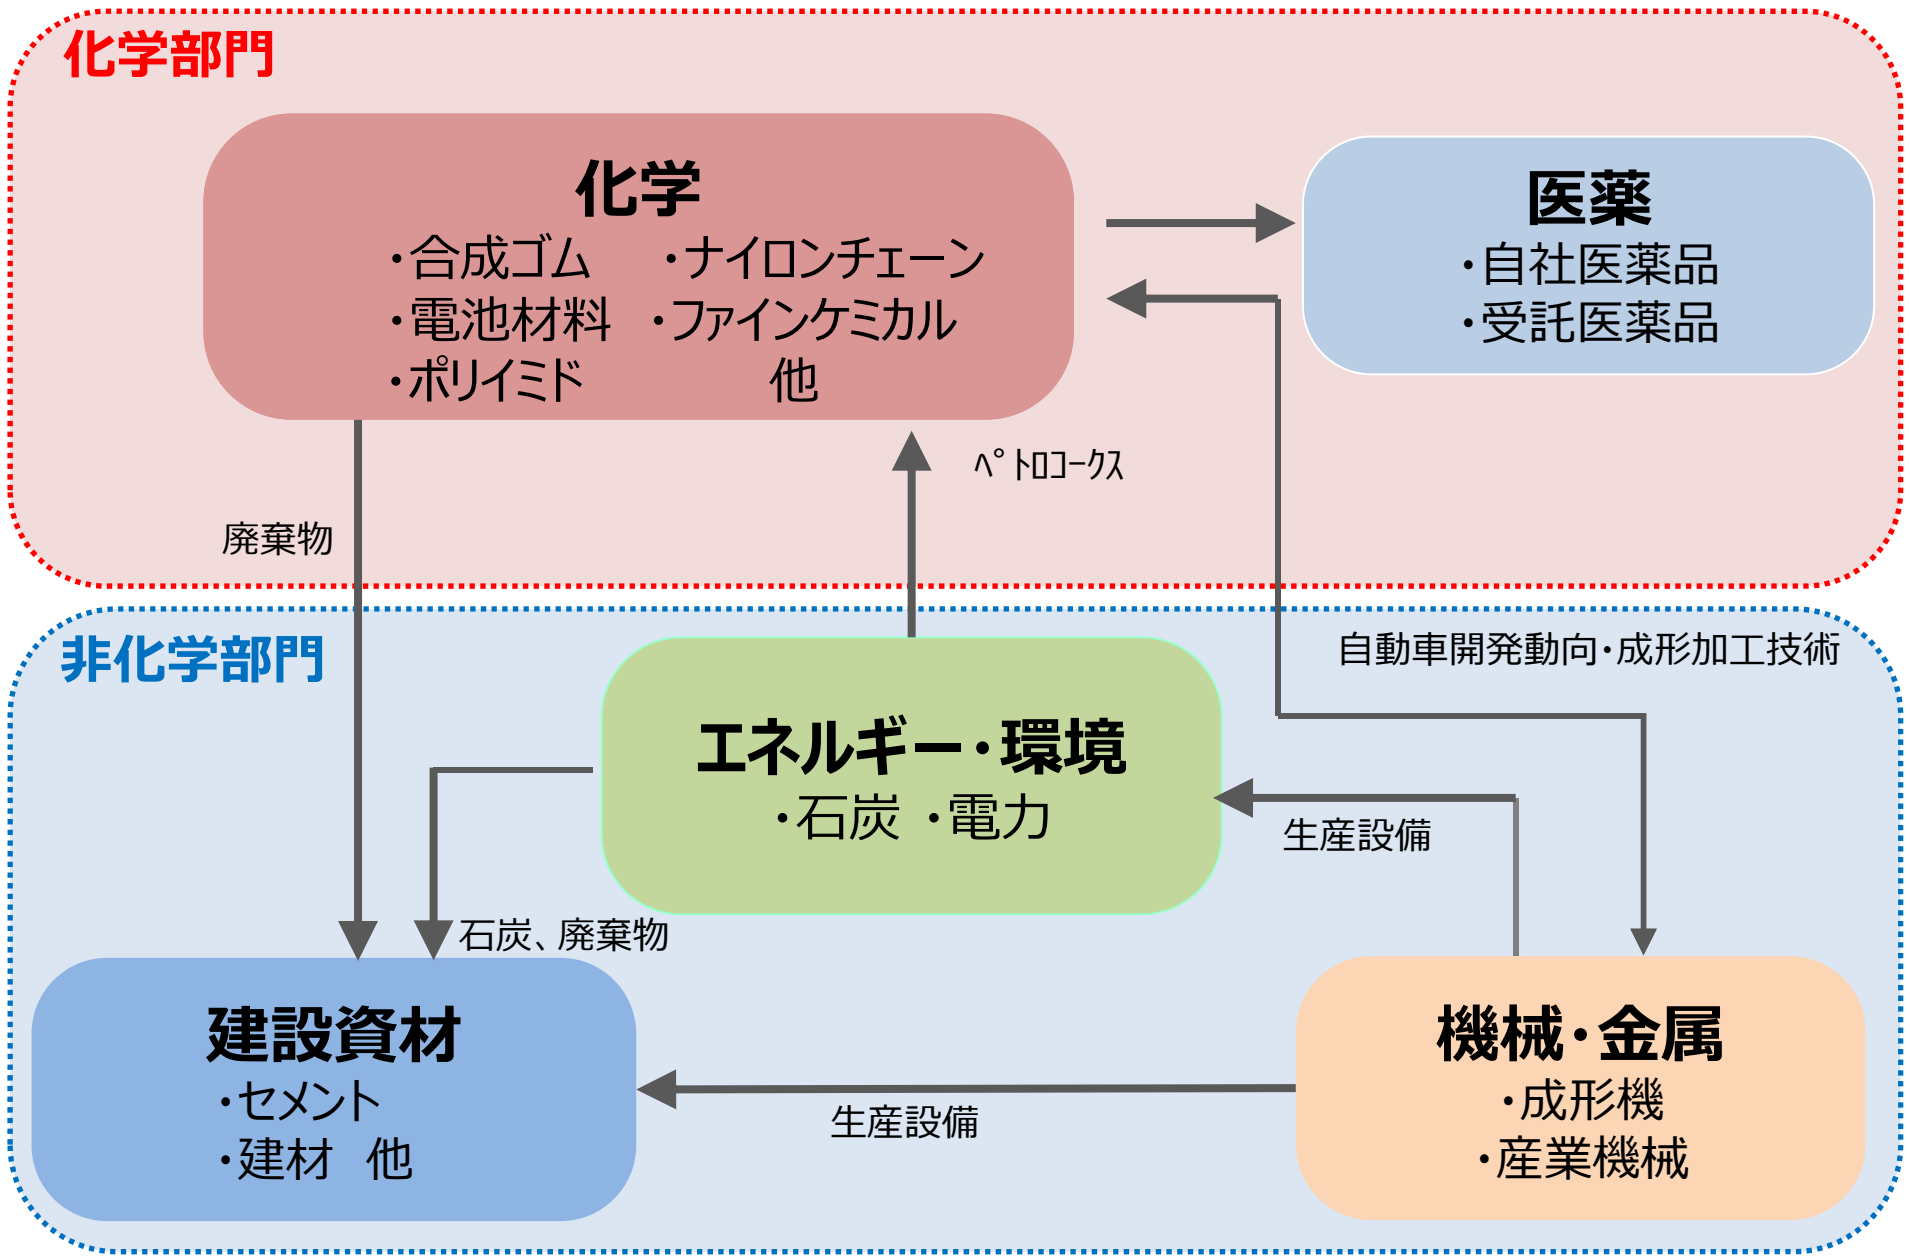 化学部門
化学
・合成ゴム ・ナイロンチェーン
・電池材料 ・ファインケミカル
・ポリイミド 他
医薬
・自社医薬品
・受託医薬品
ﾍﾟﾄﾛｺｰｸｽ
廃棄物
非化学部門
自動車開発動向・成形加工技術
エネルギー・環境
・石炭 ・電力
生産設備
石炭、廃棄物
建設資材
・セメント
・建材 他
生産設備
機械・金属
・成形機
・産業機械